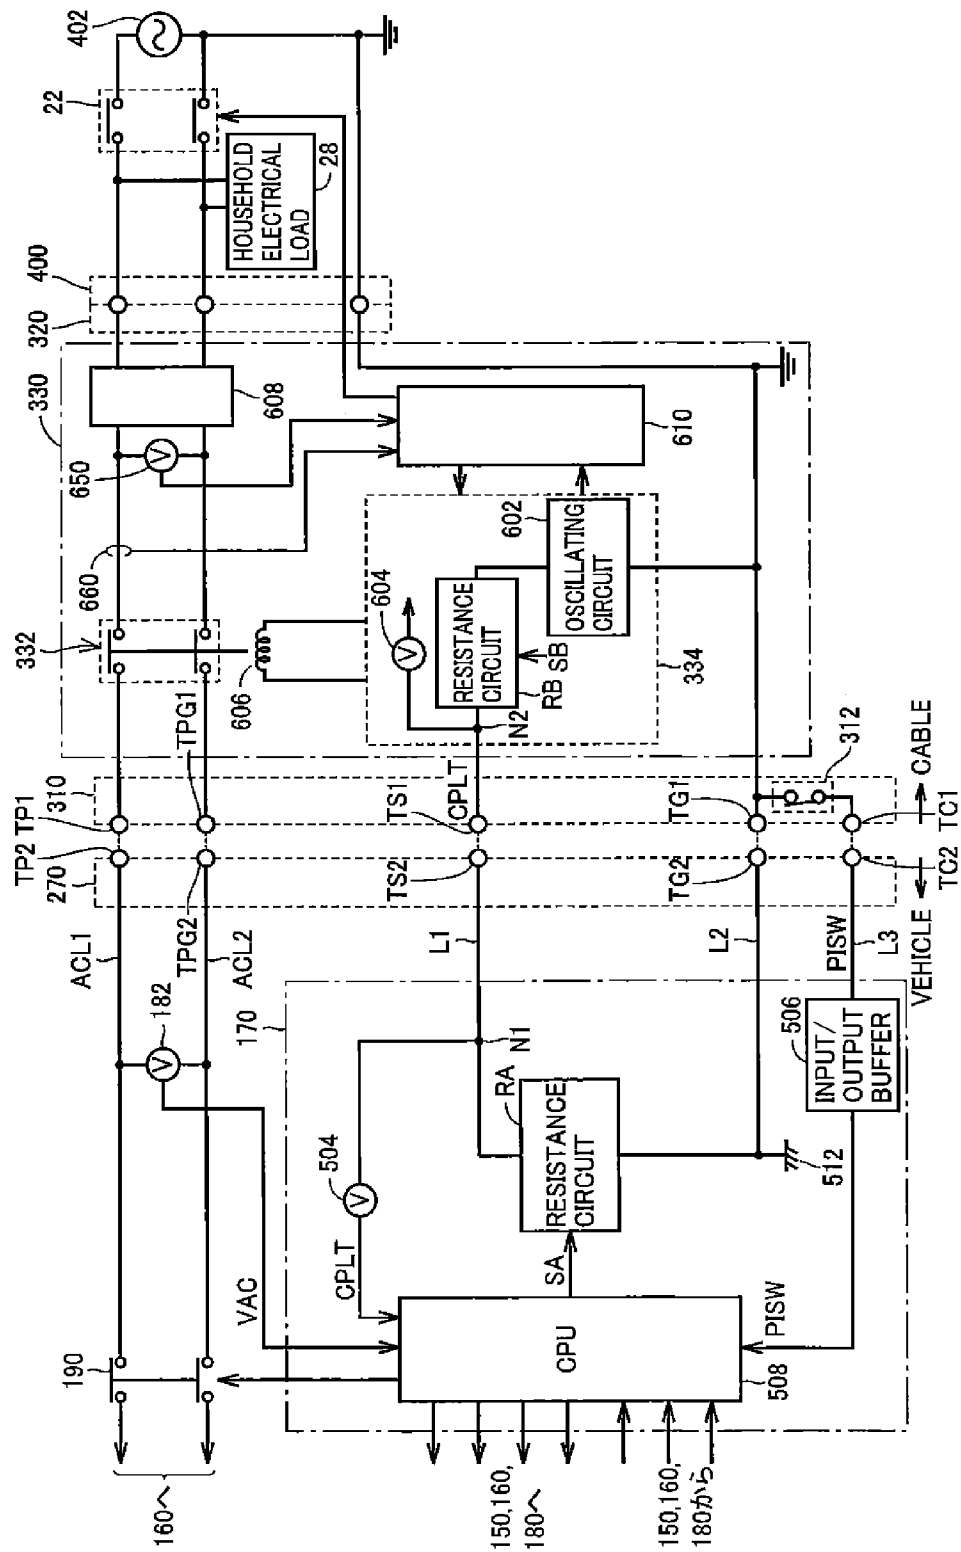 402
22
HOUSEHOLD
ELECTRICAL
LOAD
28
400
320
330
608
650
610
660
602
OSCILLATING
CIRCUIT
604
RESISTANCE
CIRCUIT
RB
SB
334
332
606
N2
TPG1
CPLT
312
310
TP1
TS1
TG1
TC1
CABLE
TP2
270
TPG2
TS2
TG2
TC2
VEHICLE
ACL1
ACL2
L1
L2
PISW
L3
182
170
N1
506
INPUT/
OUTPUT
BUFFER
RA
RESISTANCE
CIRCUIT
512
504
CPLT
SA
VAC
PISW
190
CPU
508
160へ
150,160,
180へ
150,160,
180から
V
V
V
V